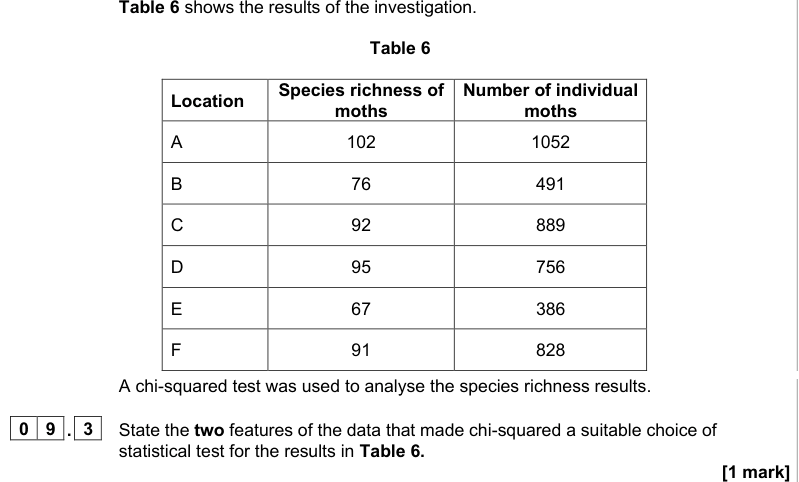 Table 6 shows the results of the investigation.
Table 6
Location Species richness of moths Number of individual moths
A 102 1052
B 76 491
C 92 889
D 95 756
E 67 386
F 91 828
A chi-squared test was used to analyse the species richness results.
0 9 . 3 State the two features of the data that made chi-squared a suitable choice of
statistical test for the results in Table 6.
[1 mark]